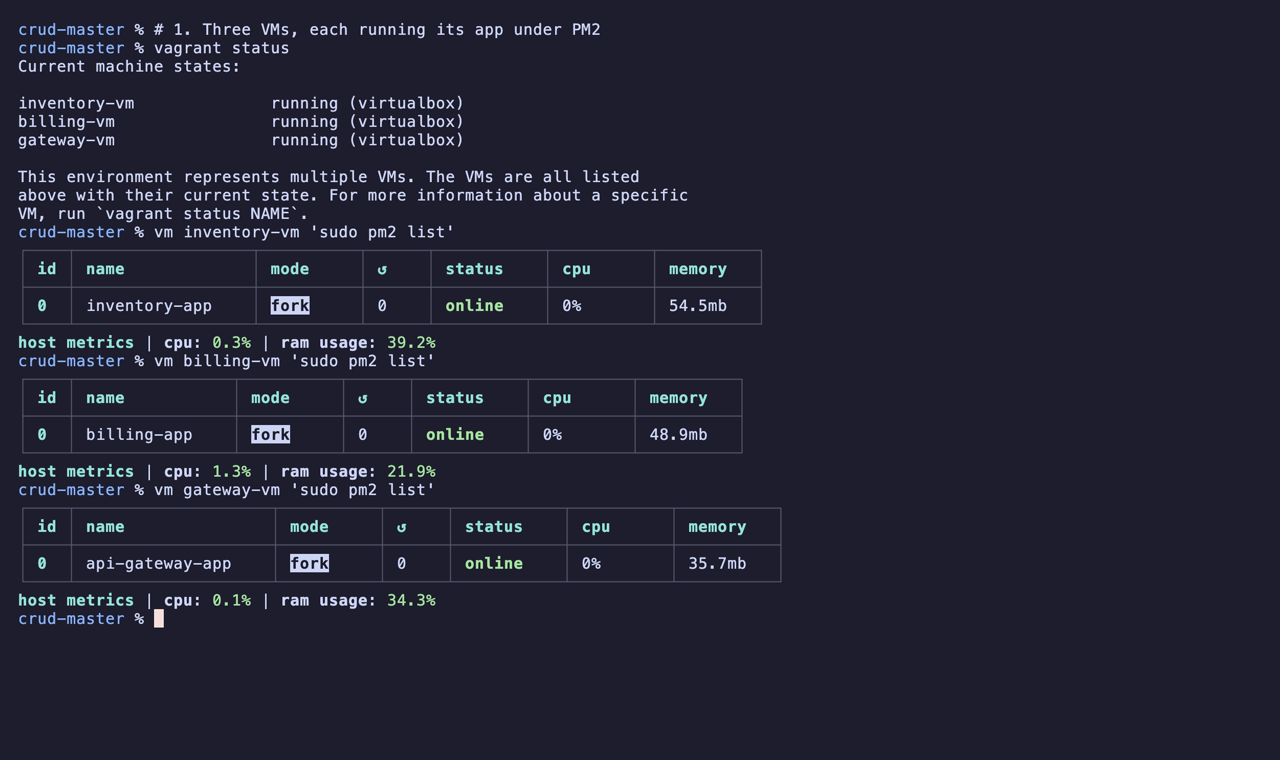 crud-master % # 1. Three VMs, each running its app under PM2
crud-master % vagrant status
Current machine states:
inventory-vm running (virtualbox)
billing-vm running (virtualbox)
gateway-vm running (virtualbox)
This environment represents multiple VMs. The VMs are all listed
above with their current state. For more information about a specific
VM, run `vagrant status NAME`.
crud-master % vm inventory-vm 'sudo pm2 list'
id name mode ↺ status cpu memory
0 inventory-app fork 0 online 0% 54.5mb
host metrics | cpu: 0.3% | ram usage: 39.2%
crud-master % vm billing-vm 'sudo pm2 list'
id name mode ↺ status cpu memory
0 billing-app fork 0 online 0% 48.9mb
host metrics | cpu: 1.3% | ram usage: 21.9%
crud-master % vm gateway-vm 'sudo pm2 list'
id name mode ↺ status cpu memory
0 api-gateway-app fork 0 online 0% 35.7mb
host metrics | cpu: 0.1% | ram usage: 34.3%
crud-master %